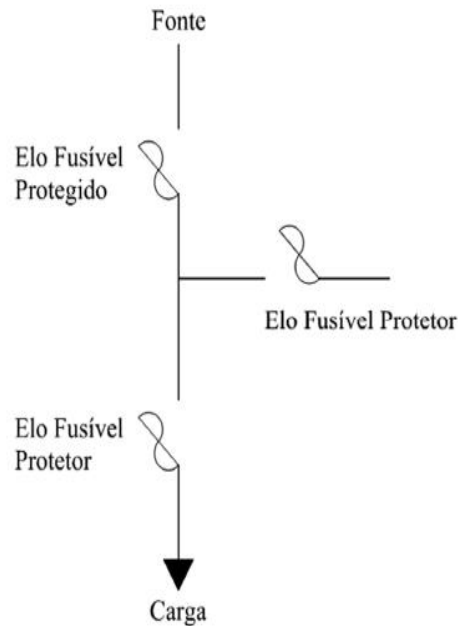 Fonte
Elo Fusível
Protegido
Elo Fusível Protetor
Elo Fusível
Protetor
Carga